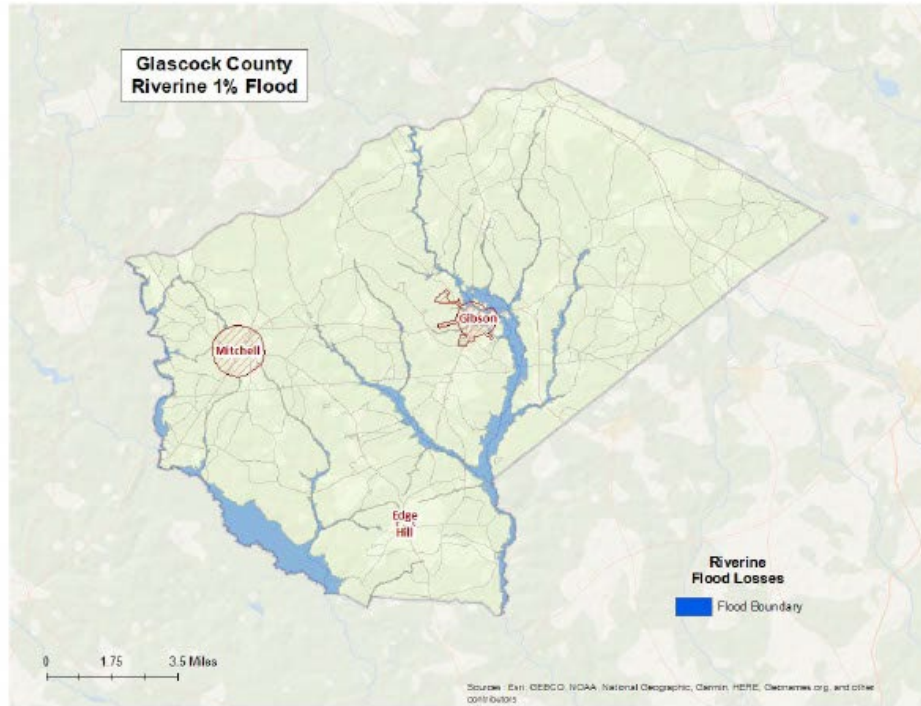 Glascock County
Riverine 1% Flood
Gibson
Mitchell
Edge
Hill
Riverine
Flood Losses
Flood Boundary
0 1.75 3.5 Miles
Sources: Esri, GEBCO, NOAA, National Geographic, Garmin, HERE, Geonames.org, and other
contributors